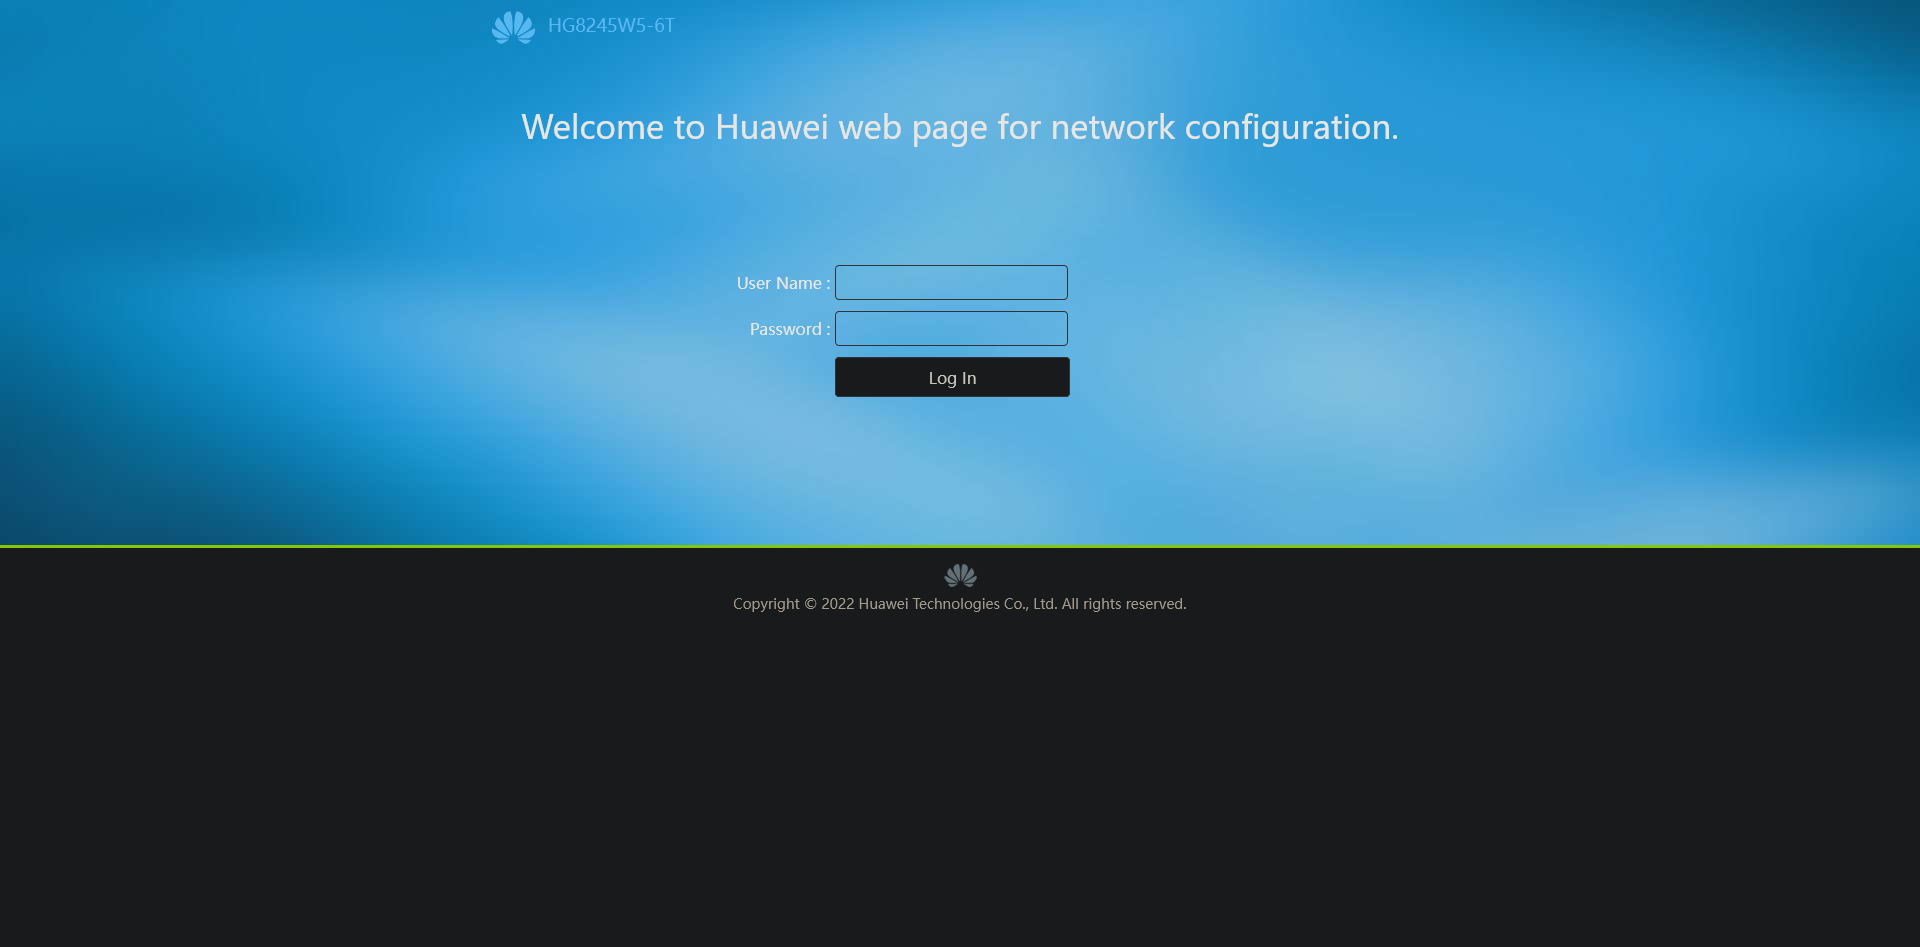 HG8245W5-6T
Welcome to Huawei web page for network configuration.
User Name :
Password :
Log In
Copyright © 2022 Huawei Technologies Co., Ltd. All rights reserved.